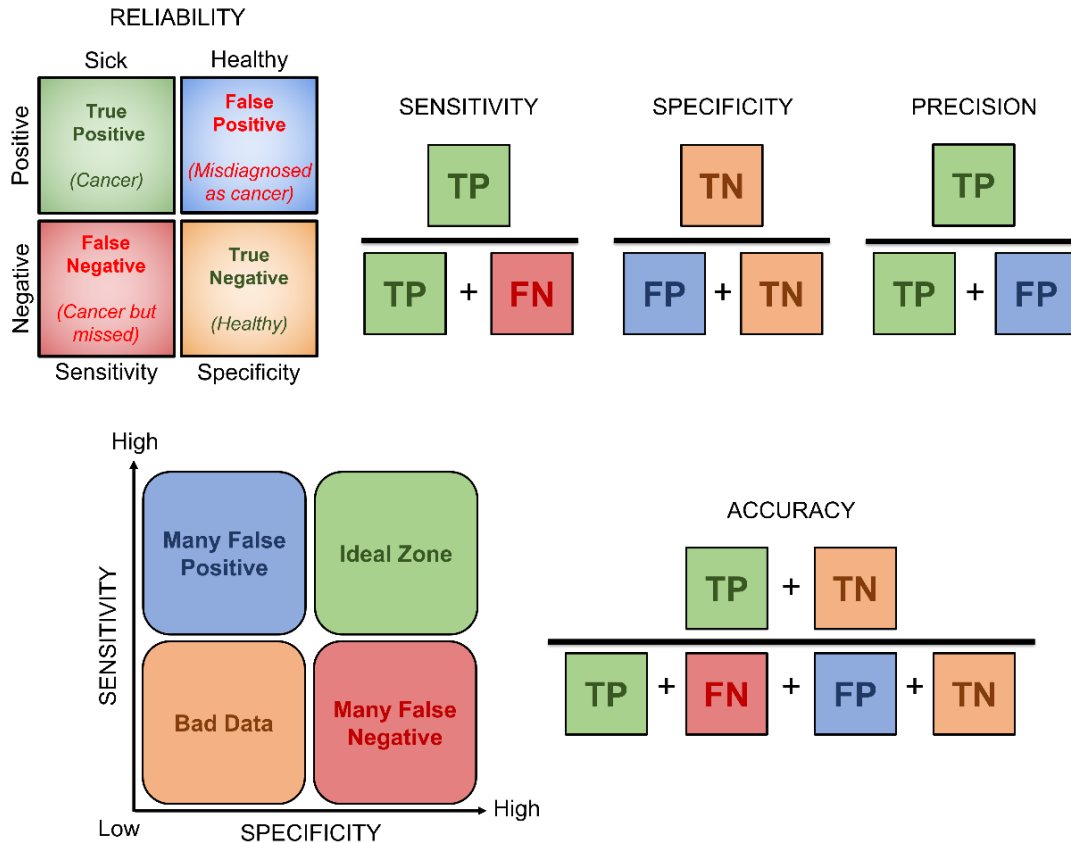 RELIABILITY
Sick
Healthy
Positive
True
Positive
(Cancer)
False
Positive
(Misdiagnosed
as cancer)
Negative
False
Negative
(Cancer but
missed)
True
Negative
(Healthy)
Sensitivity
Specificity
SENSITIVITY
TP
TP + FN
SPECIFICITY
TN
FP + TN
PRECISION
TP
TP + FP
High
SENSITIVITY
Many False
Positive
Ideal Zone
Bad Data
Many False
Negative
Low
SPECIFICITY
High
ACCURACY
TP + TN
TP + FN + FP + TN